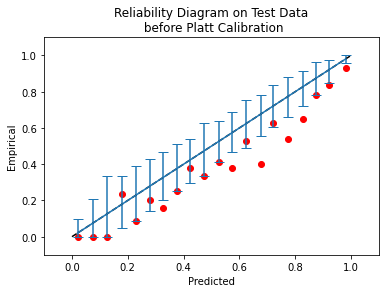 Reliability Diagram on Test Data
before Platt Calibration
1.0
0.8
0.6
0.4
0.2
0.0
Empirical
0.0 0.2 0.4 0.6 0.8 1.0
Predicted